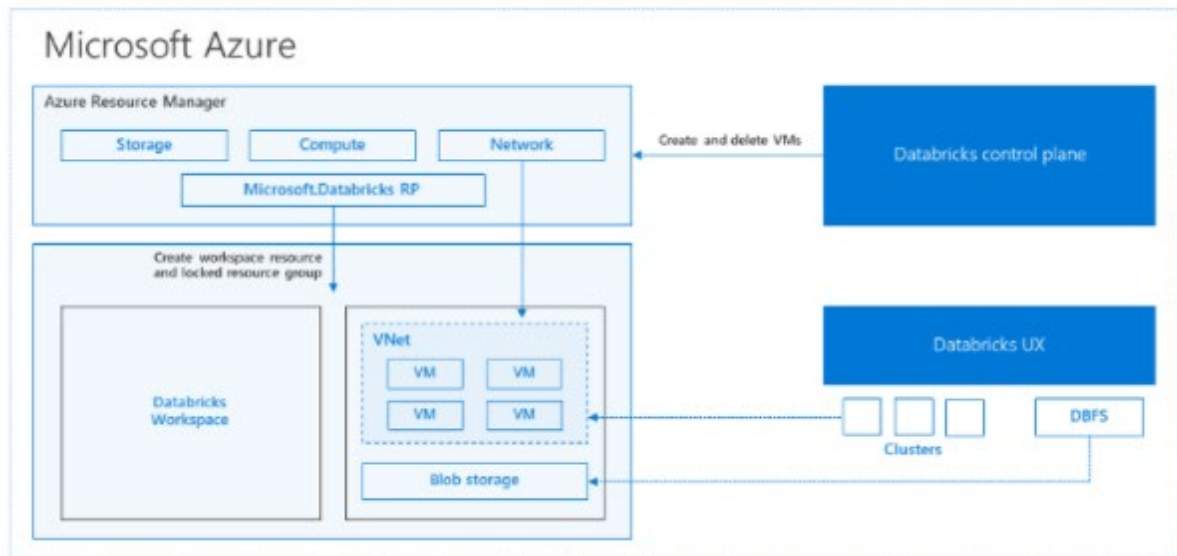 Microsoft Azure
Azure Resource Manager
Storage
Compute
Network
Microsoft.Databricks RP
Create and delete VMs
Databricks control plane
Create workspace resource
and locked resource group
Databricks
Workspace
VNet
VM
VM
VM
VM
Blob storage
Databricks UX
Clusters
DBFS